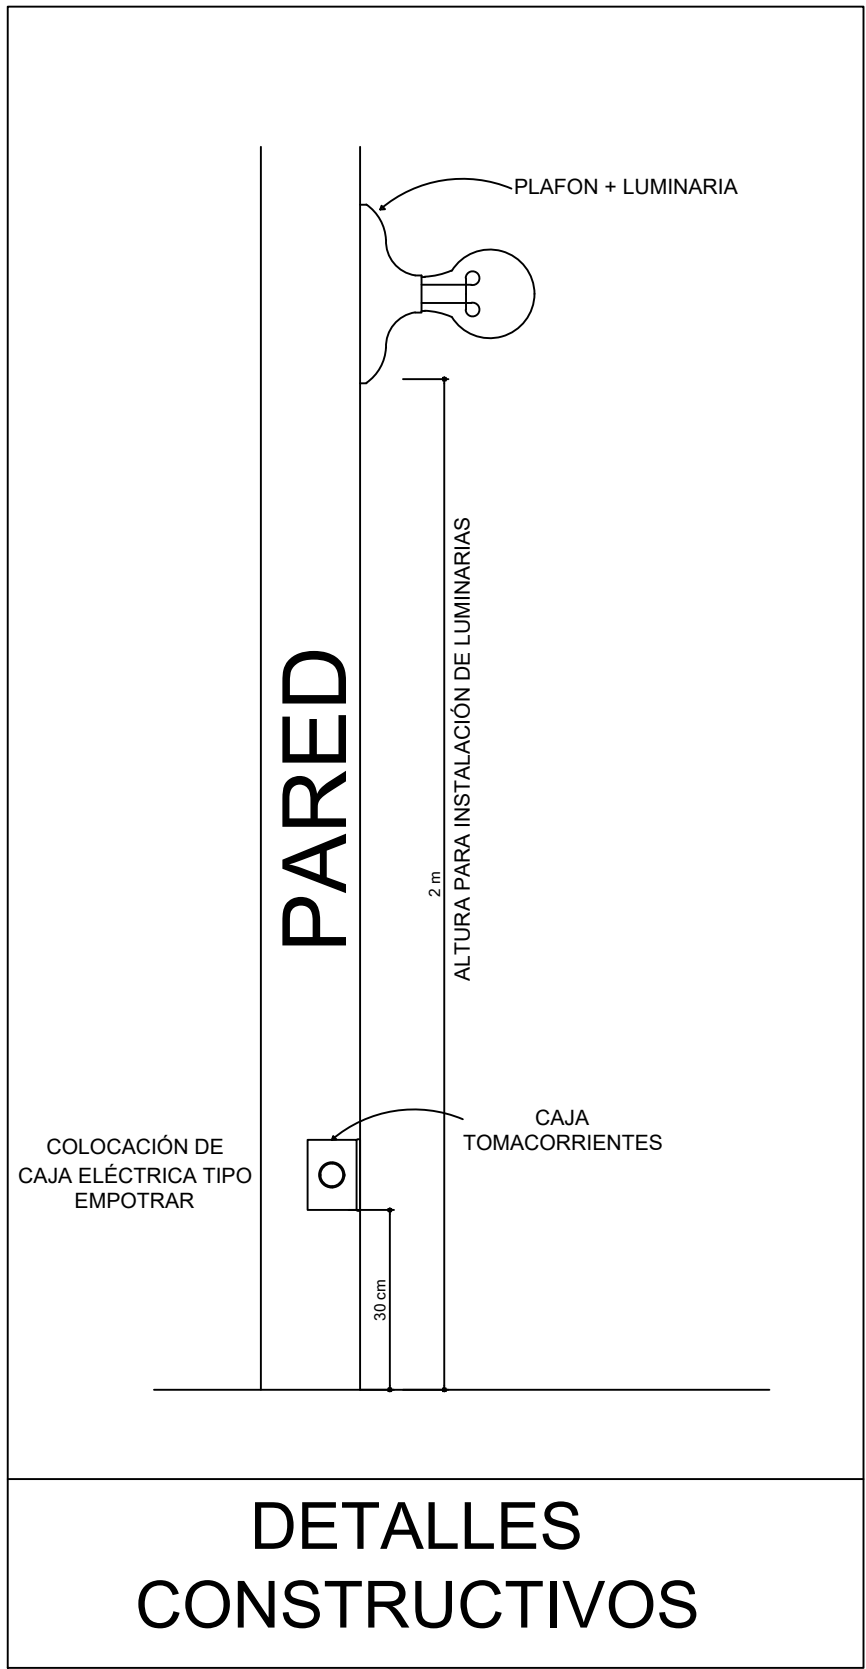 PLAFON + LUMINARIA
ALTURA PARA INSTALACIÓN DE LUMINARIAS
2 m
PARED
CAJA
TOMACORRIENTES
COLOCACIÓN DE
CAJA ELÉCTRICA TIPO
EMPOTRAR
30 cm
DETALLES
CONSTRUCTIVOS